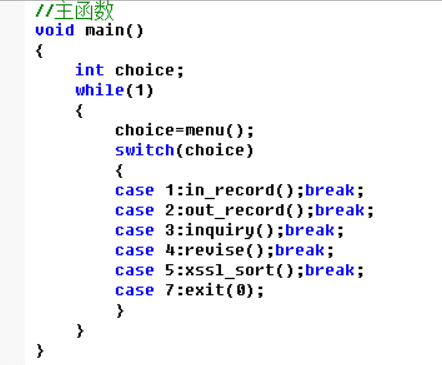 //主函数
void main()
{
    int choice;
    while(1)
    {
        choice=menu();
        switch(choice)
        {
        case 1:in_record();break;
        case 2:out_record();break;
        case 3:inquiry();break;
        case 4:revise();break;
        case 5:xssl_sort();break;
        case 7:exit(0);
        }
    }
}